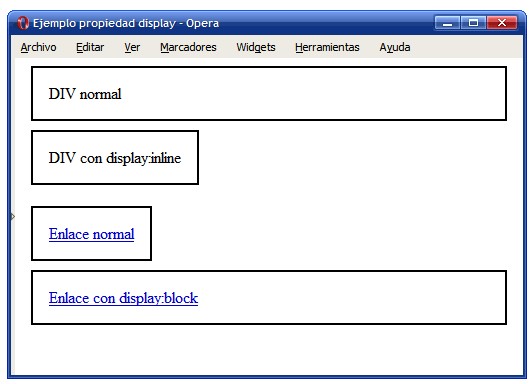 Ejemplo propiedad display - Opera
Archivo Editar Ver Marcadores Widgets Herramientas Ayuda
DIV normal
DIV con display:inline
Enlace normal
Enlace con display:block